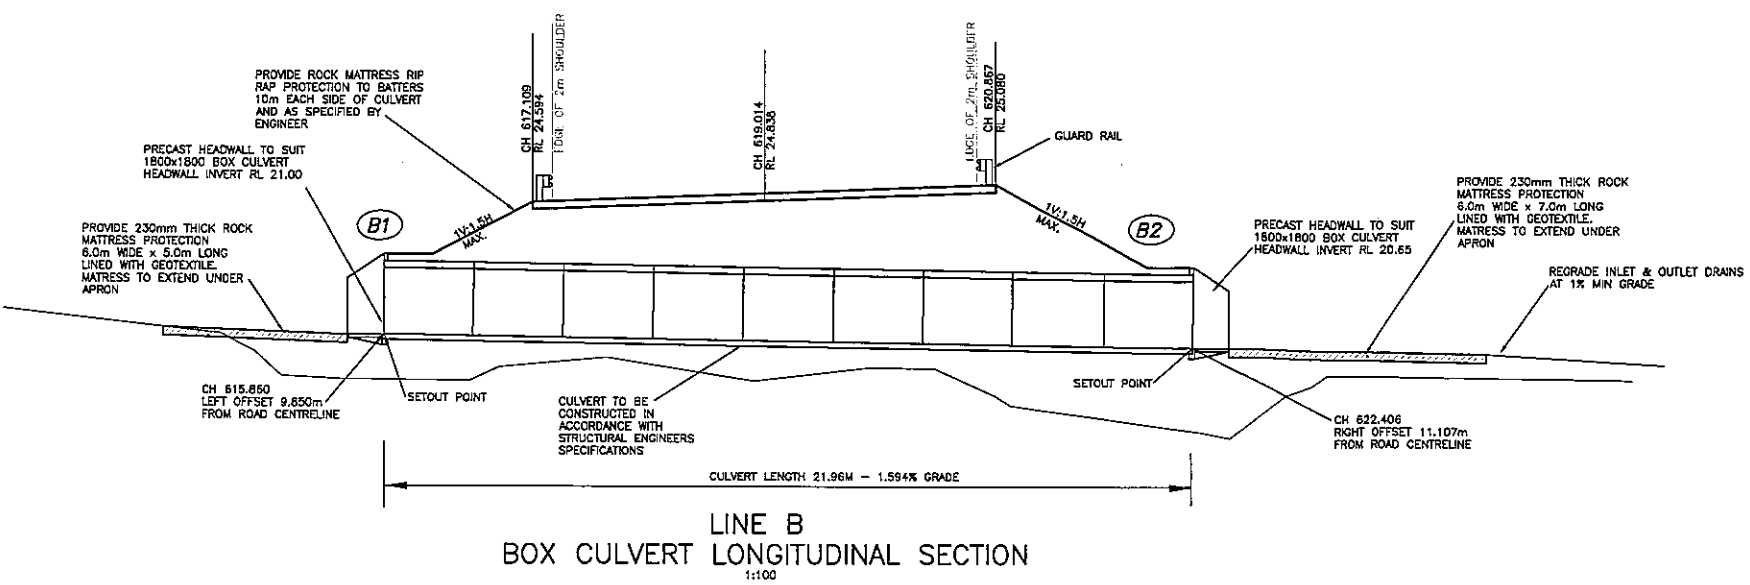 PROVIDE ROCK MATTRESS RIP
RAP PROTECTION TO BATTERS
10m EACH SIDE OF CULVERT
AND AS SPECIFIED BY
ENGINEER
PRECAST HEADWALL TO SUIT
1800x1800 BOX CULVERT
HEADWALL INVERT RL 21.00
PROVIDE 230mm THICK ROCK
MATTRESS PROTECTION
6.0m WIDE x 5.0m LONG
LINED WITH GEOTEXTILE.
MATRESS TO EXTEND UNDER
APRON
B1
1V:1.5H
MAX.
CH 617.109
RL 24.594
EDGE OF 2m SHOULDER
CH 619.014
RL 24.838
EDGE OF 2m SHOULDER
CH 620.867
RL 25.080
GUARD RAIL
1V:1.5H
MAX.
B2
PRECAST HEADWALL TO SUIT
1800x1800 BOX CULVERT
HEADWALL INVERT RL 20.65
PROVIDE 230mm THICK ROCK
MATTRESS PROTECTION
6.0m WIDE x 7.0m LONG
LINED WITH GEOTEXTILE.
MATRESS TO EXTEND UNDER
APRON
REGRADE INLET & OUTLET DRAINS
AT 1% MIN GRADE
CH 615.860
LEFT OFFSET 9.850m
FROM ROAD CENTRELINE
SETOUT POINT
CULVERT TO BE
CONSTRUCTED IN
ACCORDANCE WITH
STRUCTURAL ENGINEERS
SPECIFICATIONS
SETOUT POINT
CH 622.406
RIGHT OFFSET 11.107m
FROM ROAD CENTRELINE
CULVERT LENGTH 21.96M – 1.594% GRADE
LINE B
BOX CULVERT LONGITUDINAL SECTION
1:100